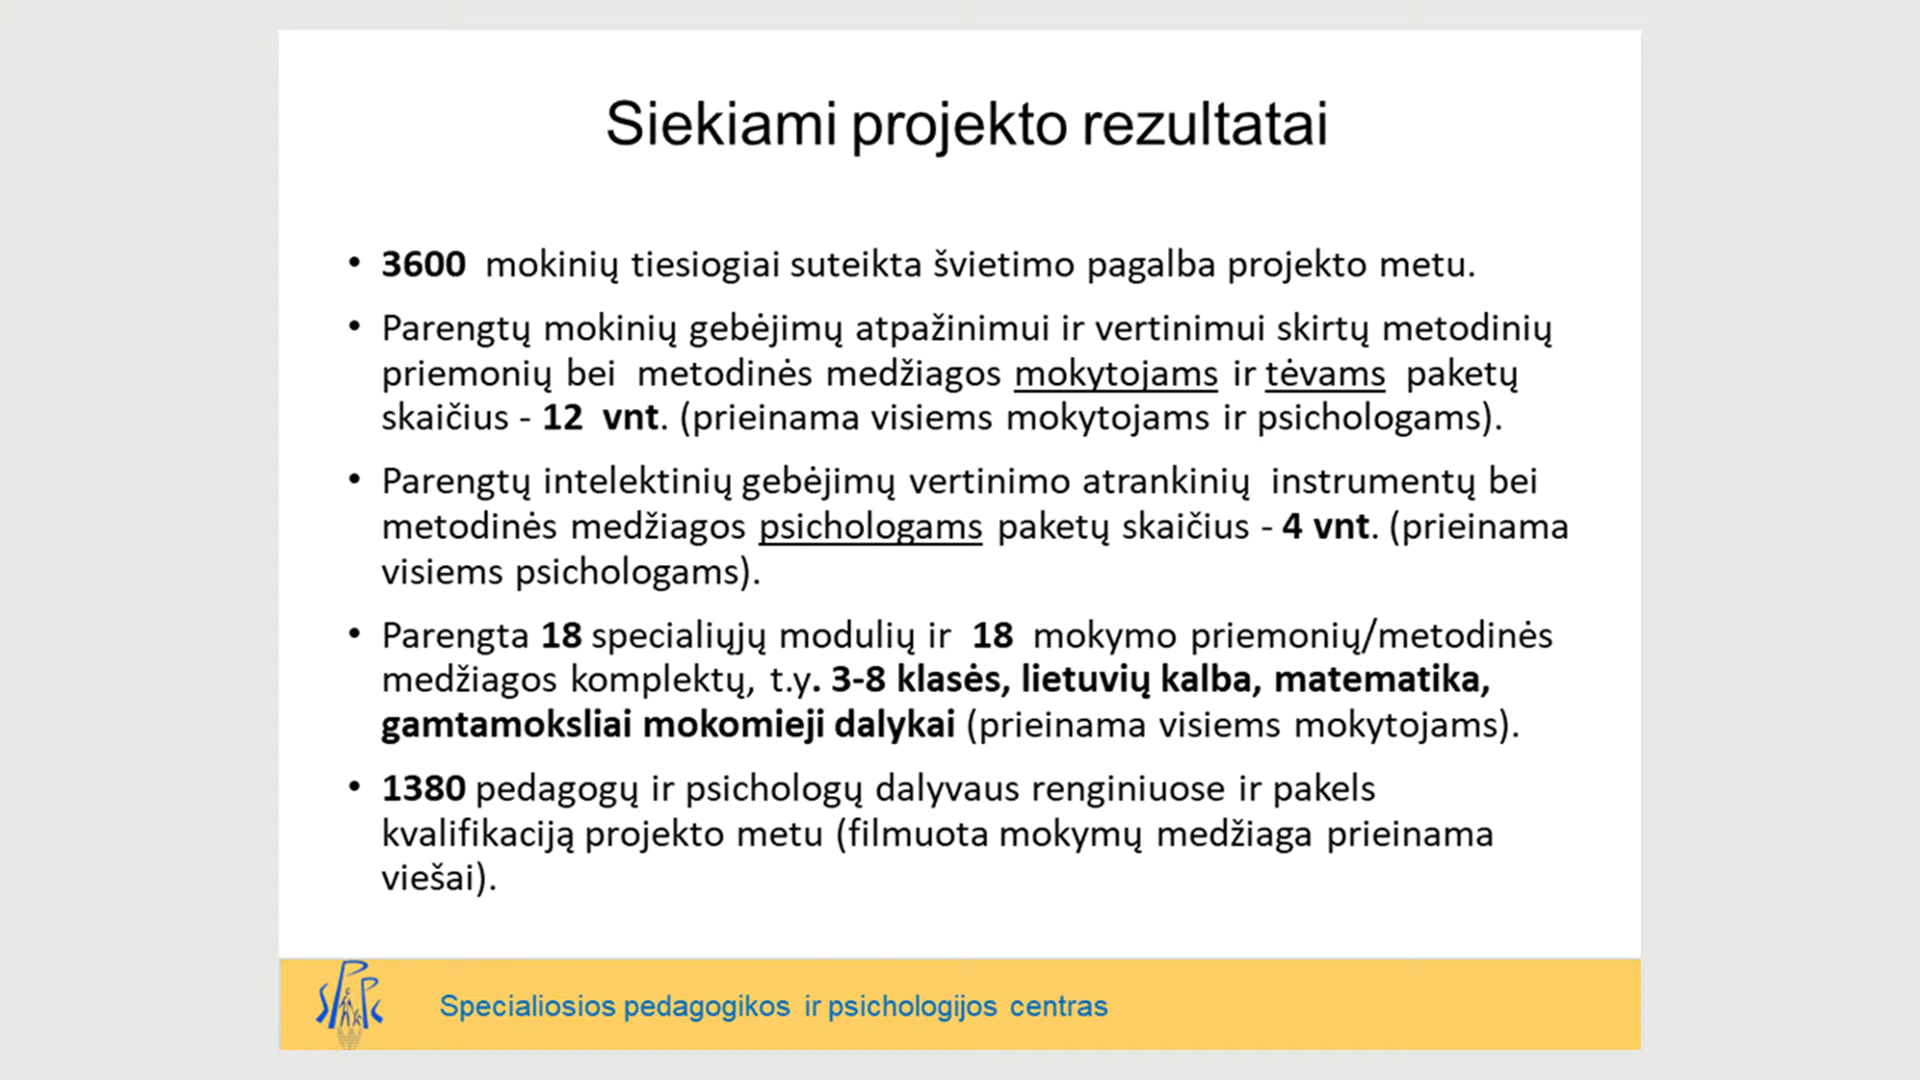 Siekiami projekto rezultatai
• 3600 mokinių tiesiogiai suteikta švietimo pagalba projekto metu.
• Parengtų mokinių gebėjimų atpažinimui ir vertinimui skirtų metodinių
priemonių bei metodinės medžiagos mokytojams ir tėvams paketų
skaičius - 12 vnt. (prieinama visiems mokytojams ir psichologams).
• Parengtų intelektinių gebėjimų vertinimo atrankinių instrumentų bei
metodinės medžiagos psichologams paketų skaičius - 4 vnt. (prieinama
visiems psichologams).
• Parengta 18 specialiųjų modulių ir 18 mokymo priemonių/metodinės
medžiagos komplektų, t.y. 3-8 klasės, lietuvių kalba, matematika,
gamtamoksliai mokomieji dalykai (prieinama visiems mokytojams).
• 1380 pedagogų ir psichologų dalyvaus renginiuose ir pakels
kvalifikaciją projekto metu (filmuota mokymų medžiaga prieinama
viešai).
Specialiosios pedagogikos ir psichologijos centras